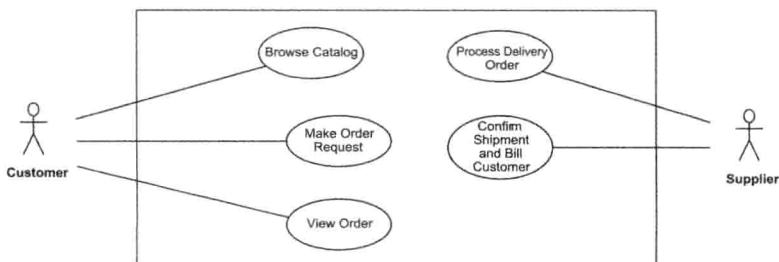 Browse Catalog
Process Delivery
Order
Make Order
Request
Confirm
Shipment
and Bill
Customer
Customer
Supplier
View Order